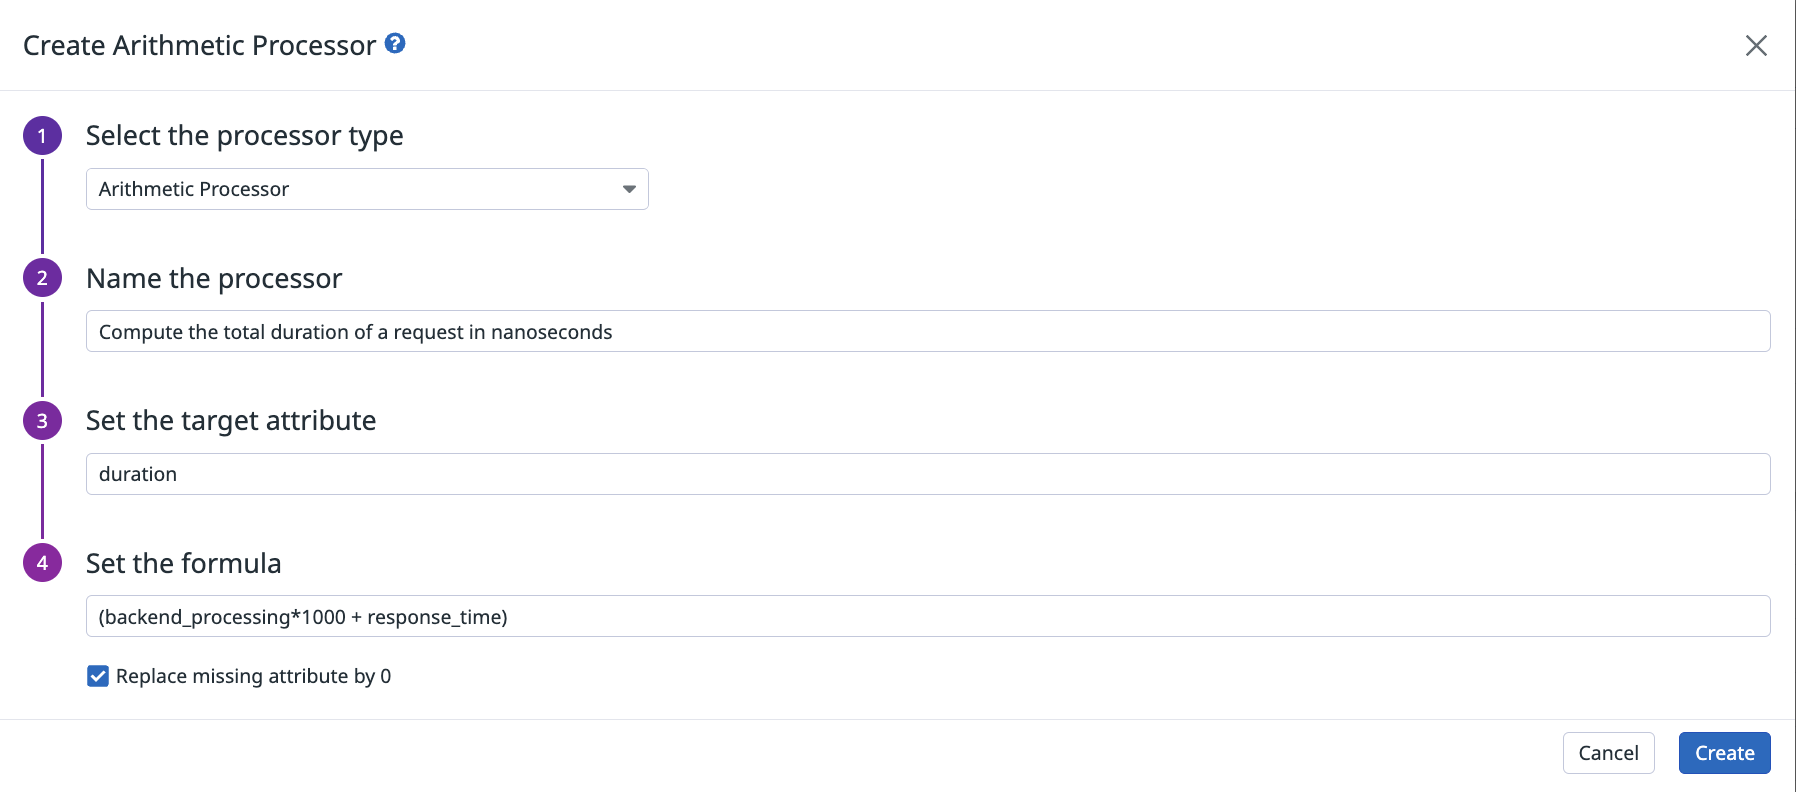 Create Arithmetic Processor ?
1
Select the processor type
Arithmetic Processor
2
Name the processor
Compute the total duration of a request in nanoseconds
3
Set the target attribute
duration
4
Set the formula
(backend_processing*1000 + response_time)
Replace missing attribute by 0
Cancel
Create